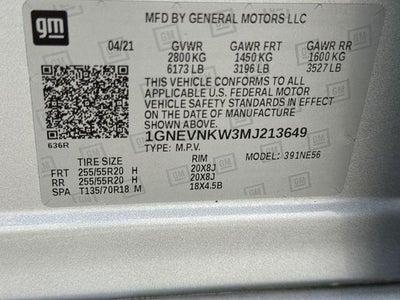 gm
MFD BY GENERAL MOTORS LLC
04/21 GVWR GAWR FRT GAWR RR
2800 KG 1450 KG 1600 KG
6173 LB 3196 LB 3527 LB
THIS VEHICLE CONFORMS TO ALL
APPLICABLE U.S. FEDERAL MOTOR
VEHICLE SAFETY STANDARDS IN EFFECT
ON THE DATE OF MANUFACTURE
SHOWN ABOVE.
1GNEVNKW3MJ213649
636R TYPE: M.P.V. MODEL: 391NE56
TIRE SIZE RIM
FRT 255/55R20 H 20X8J
RR 255/55R20 H 20X8J
SPA T135/70R18 M 18X4.5B